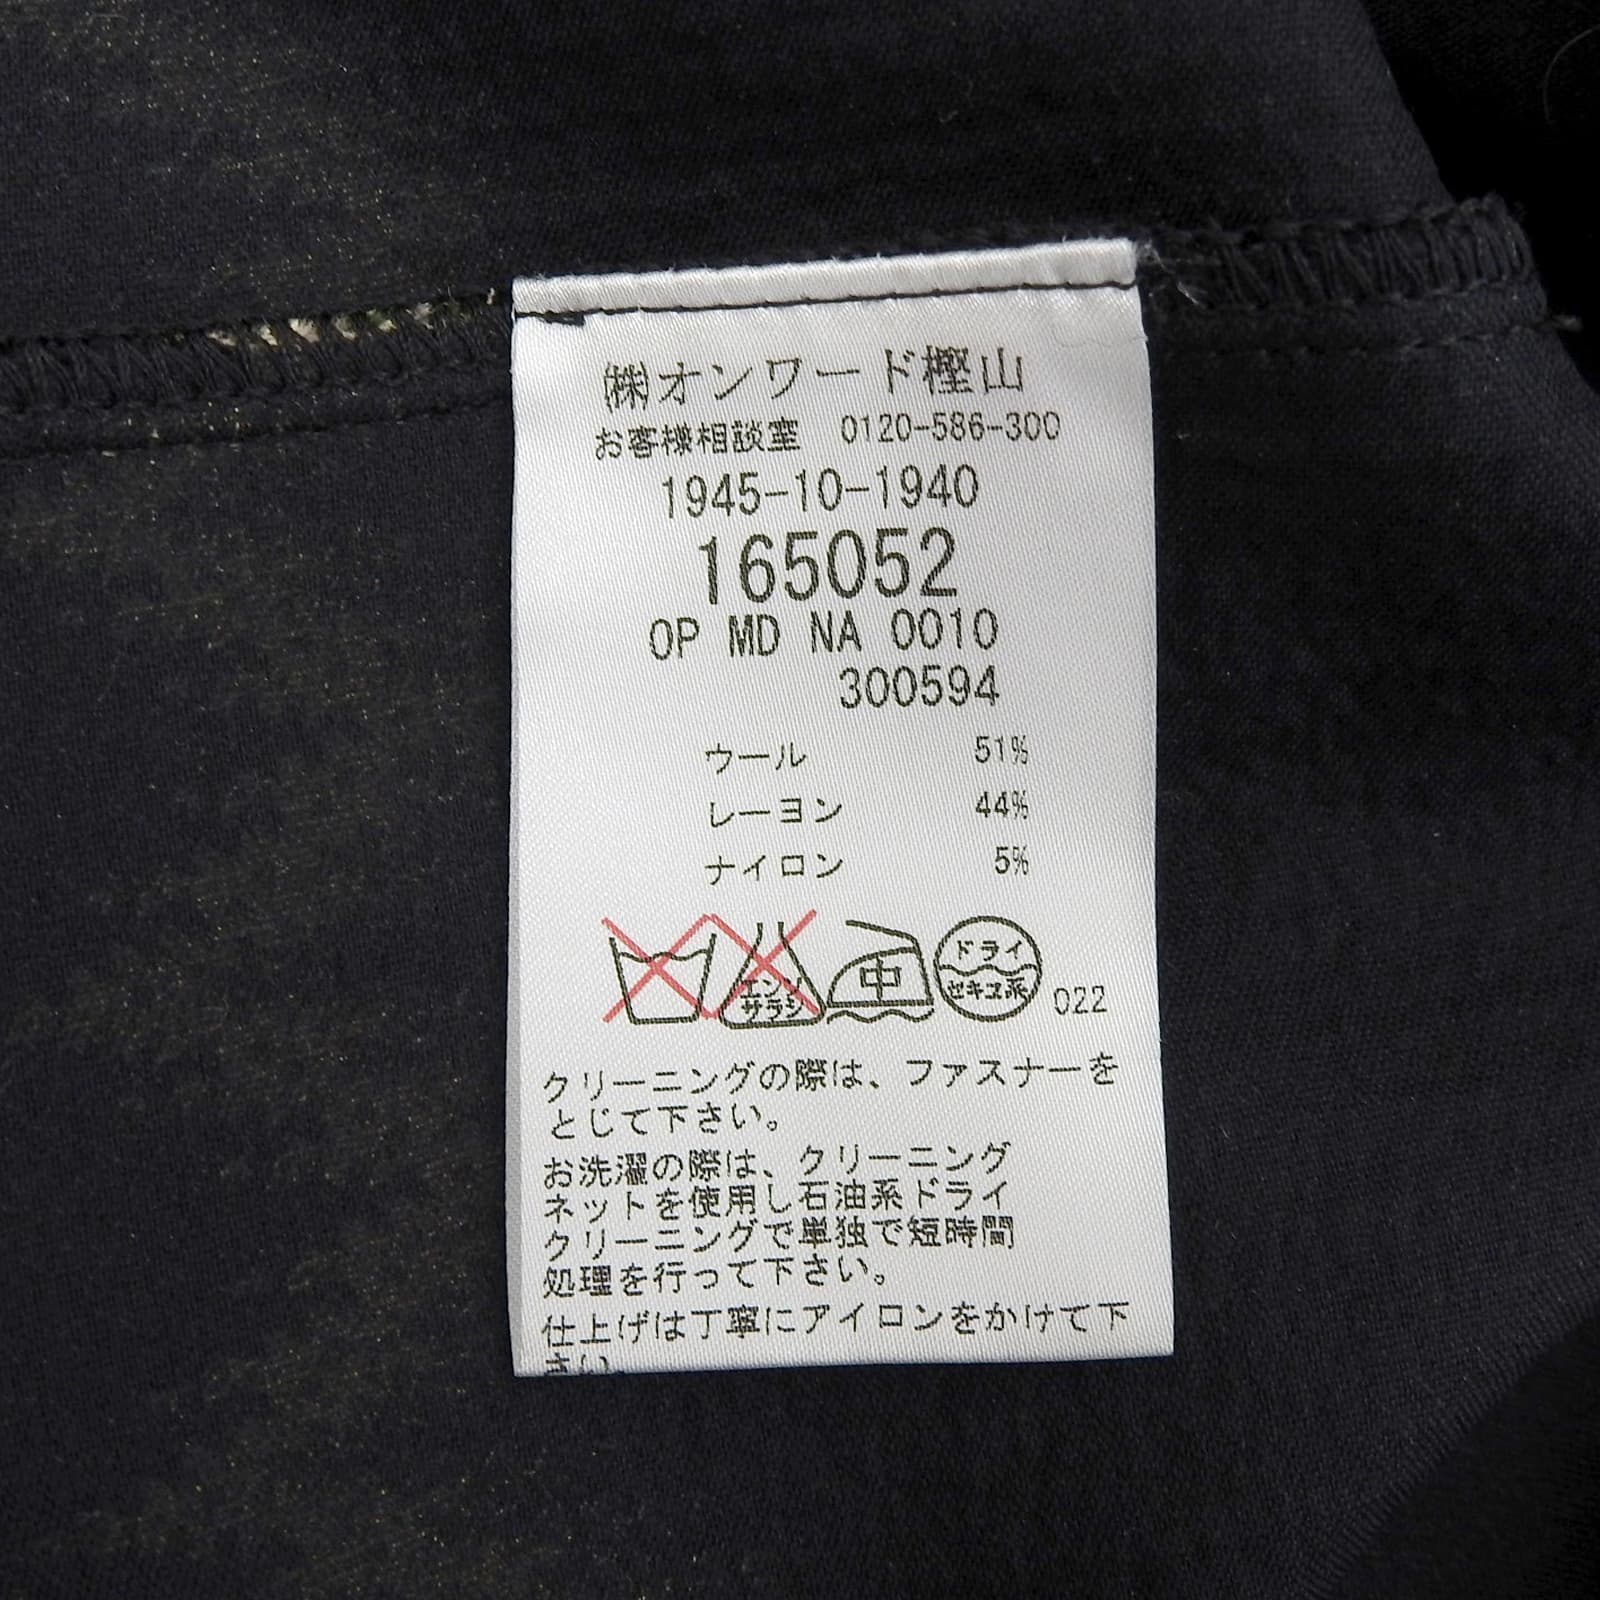 ㈱オンワード樫山
お客様相談室 0120-586-300
1945-10-1940
165052
OP MD NA 0010
300594
ウール 51%
レーヨン 44%
ナイロン 5%
エンソ
サラシ
中
ドライ
セキユ系
022
クリーニングの際は、ファスナーを
とじて下さい。
お洗濯の際は、クリーニング
ネットを使用し石油系ドライ
クリーニングで単独で短時間
処理を行って下さい。
仕上げは丁寧にアイロンをかけて下
さい